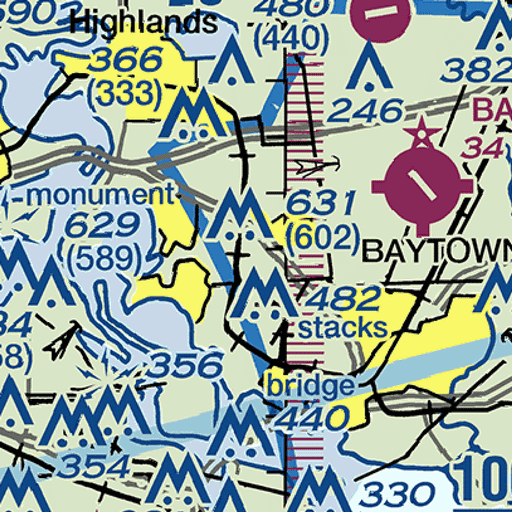 480
(440)
Highlands
366
(333)
382
246
BA
34
monument
629
(589)
631
(602)
BAYTOWN
482
stacks
356
bridge
440
354
330
10